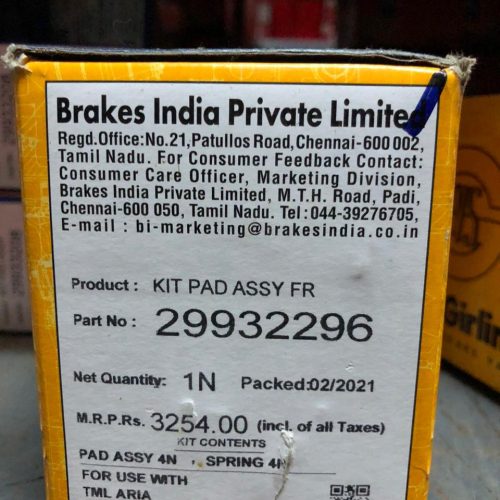 Brakes India Private Limited
Regd.Office:No.21,Patullos Road,Chennai-600 002,
Tamil Nadu. For Consumer Feedback Contact:
Consumer Care Officer, Marketing Division,
Brakes India Private Limited, M.T.H. Road, Padi,
Chennai-600 050, Tamil Nadu. Tel:044-39276705,
E-mail : bi-marketing@brakesindia.co.in
Product : KIT PAD ASSY FR
Part No : 29932296
Net Quantity: 1N Packed:02/2021
M.R.P.Rs. 3254.00 (incl. of all Taxes)
KIT CONTENTS
PAD ASSY 4N , SPRING 4N
FOR USE WITH
TML ARIA